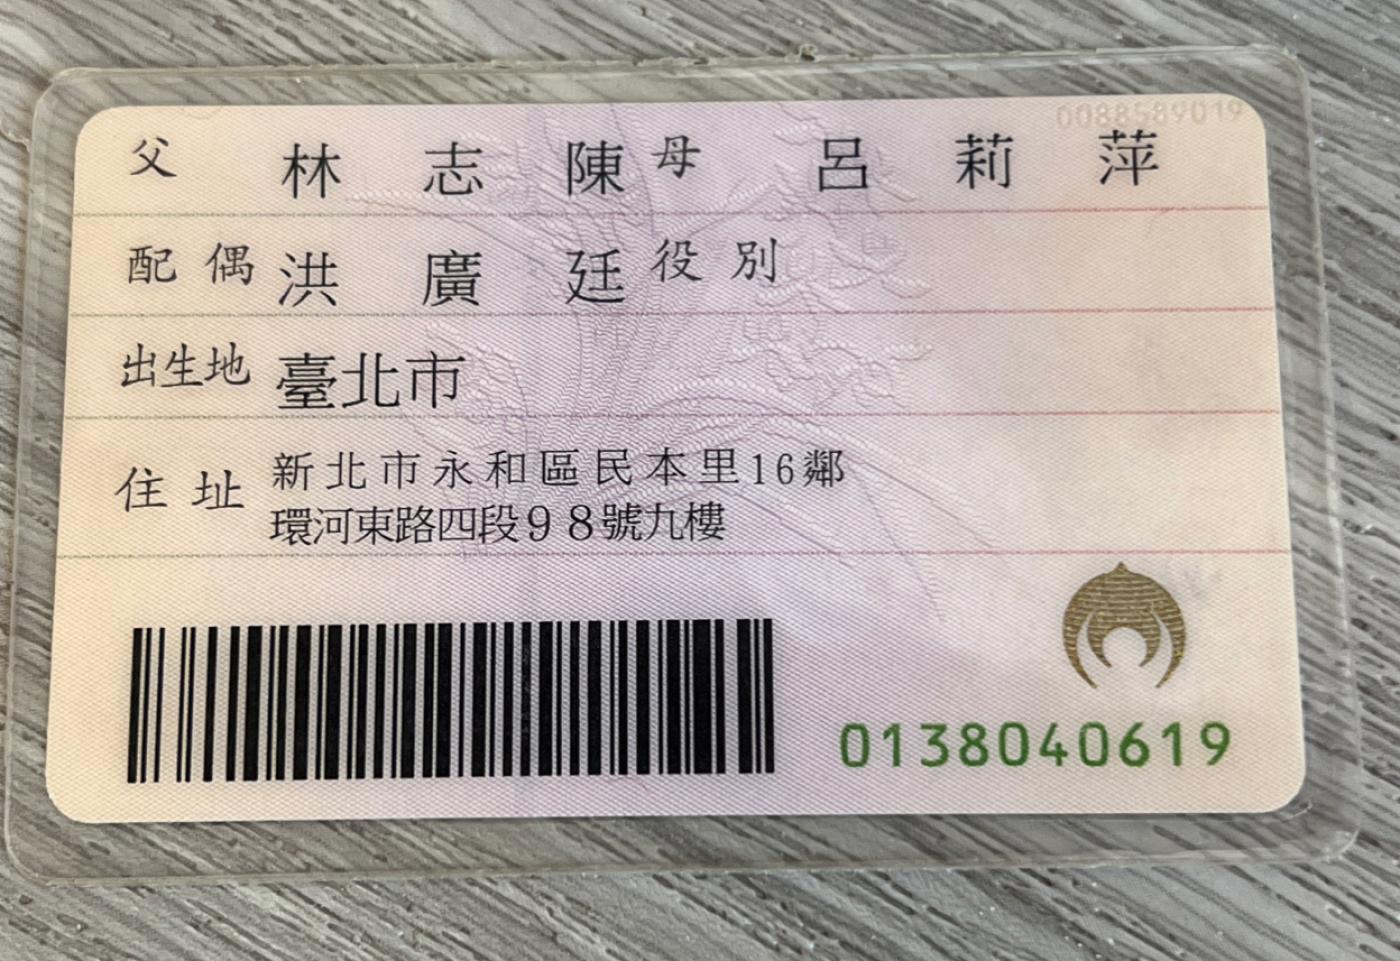 0088589019
父 林志陳 母 呂莉萍
配偶 洪廣廷 役別
出生地 臺北市
住址 新北市永和區民本里16鄰
環河東路四段98號九樓
0138040619